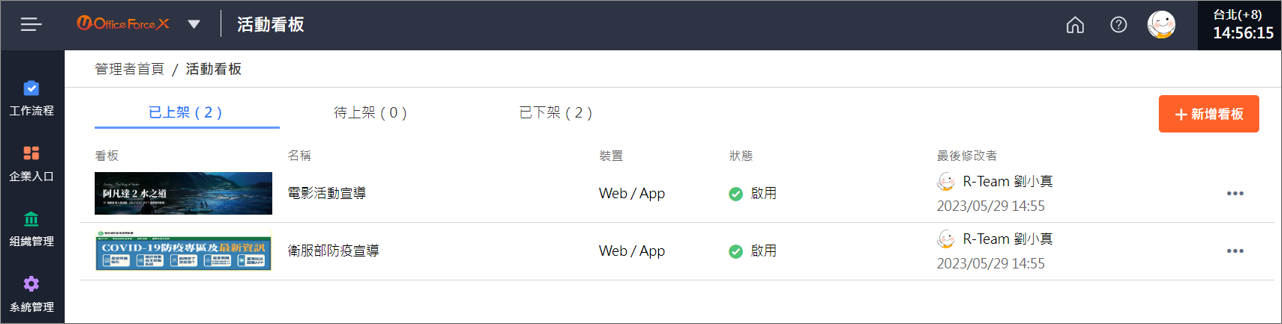 U-Office Force X
活動看板
台北(+8)
14:56:15
管理者首頁 / 活動看板
工作流程
企業入口
組織管理
系統管理
已上架 ( 2 )
待上架 ( 0 )
已下架 ( 2 )
+ 新增看板
看板 名稱 裝置 狀態 最後修改者
阿凡達2 水之道
電影活動宣導 Web / App 啟用 R-Team 劉小真
2023/05/29 14:55
COVID-19防疫專區及最新資訊
衛服部防疫宣導 Web / App 啟用 R-Team 劉小真
2023/05/29 14:55